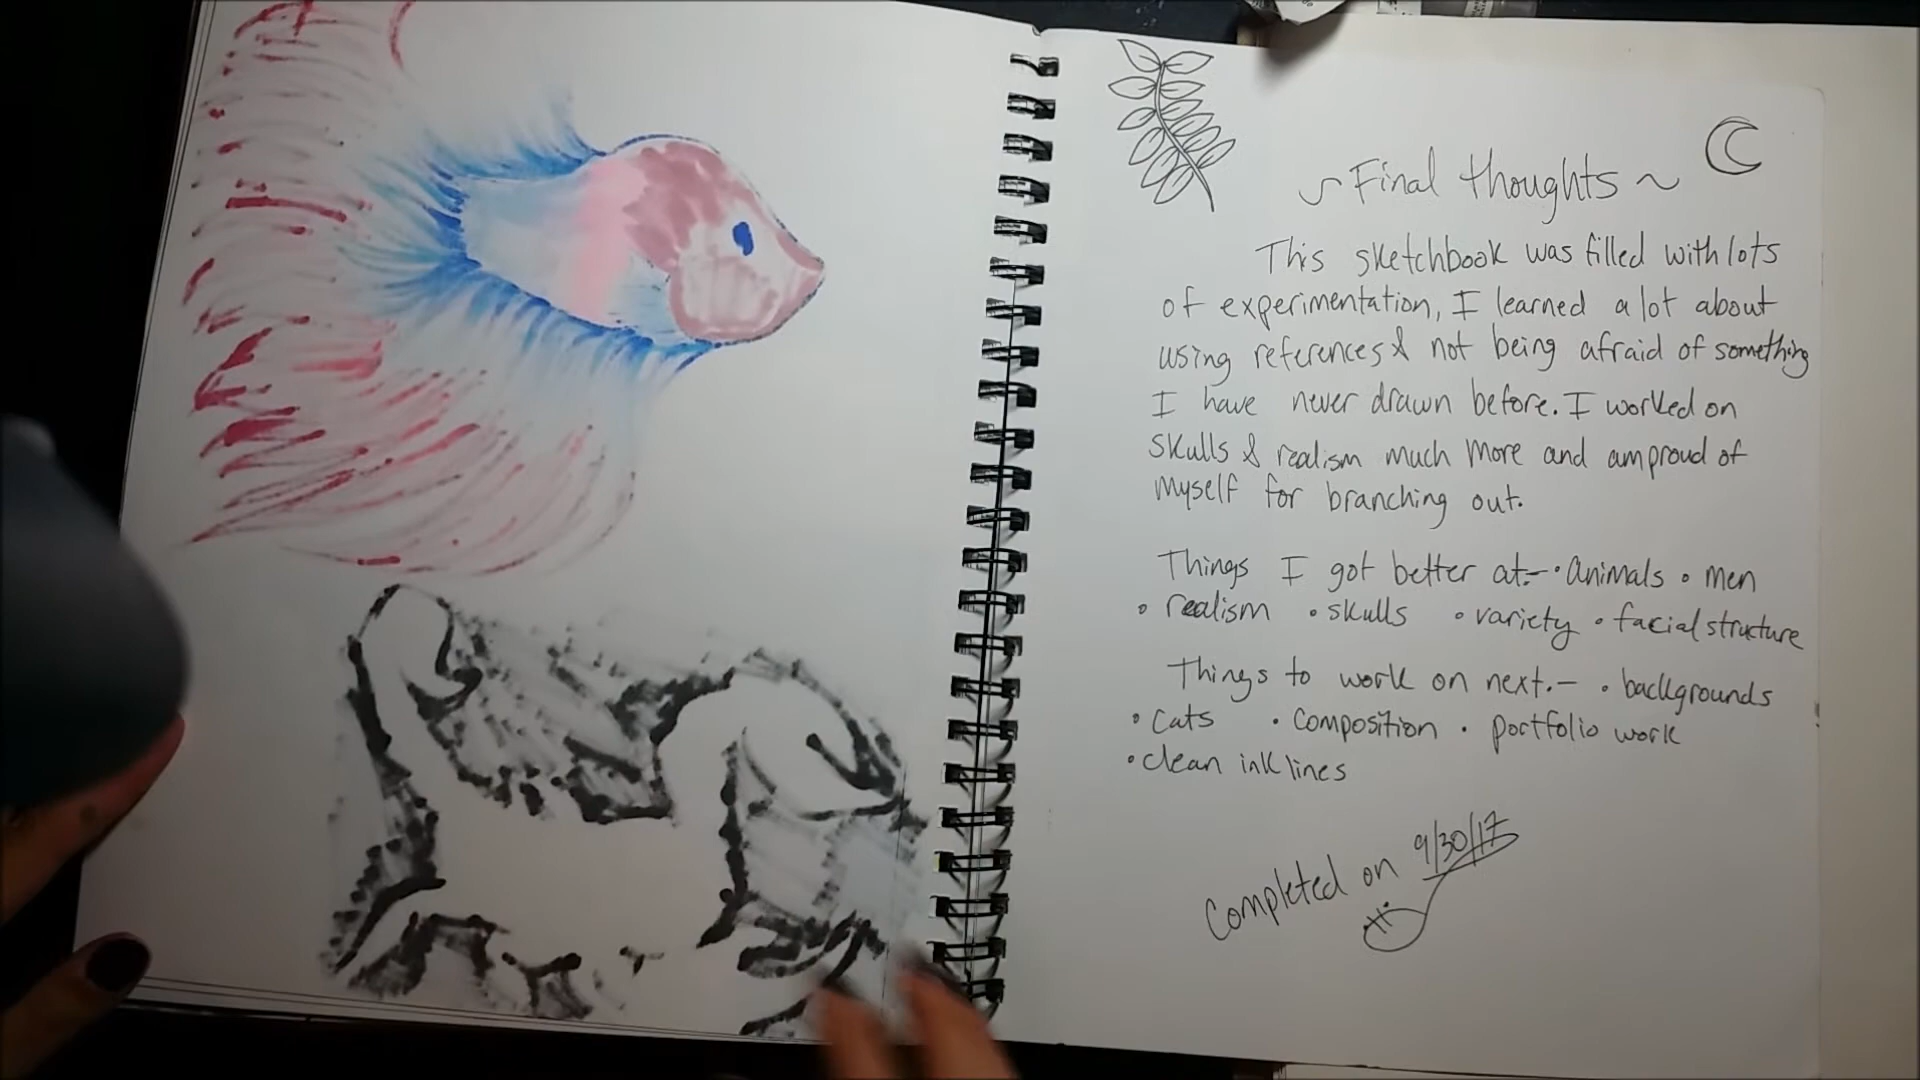 ~ Final thoughts ~
This sketchbook was filled with lots
of experimentation, I learned a lot about
using references & not being afraid of something
I have never drawn before. I worked on
skulls & realism much more and am proud of
myself for branching out.
Things I got better at:- • Animals • men
• realism • skulls • variety • facial structure
Things to work on next.- • backgrounds
• cats • composition • portfolio work
• clean ink lines
Completed on 9/30/17